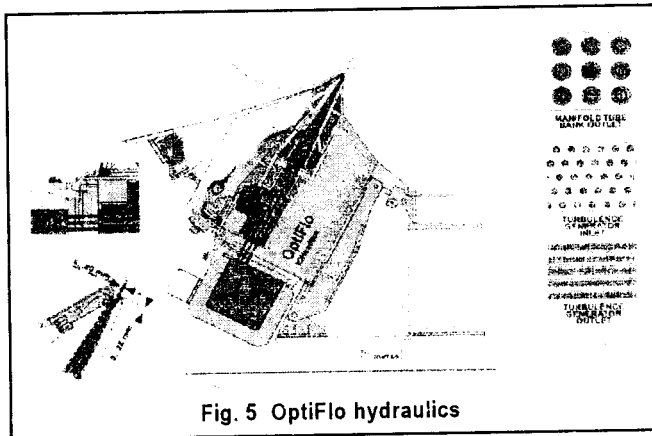 MANIFOLD TUBE
BANK OUTLET
TURBULENCE
GENERATOR
INLET
TURBULENCE
GENERATOR
OUTLET
OptiFlo
Fig. 5 OptiFlo hydraulics